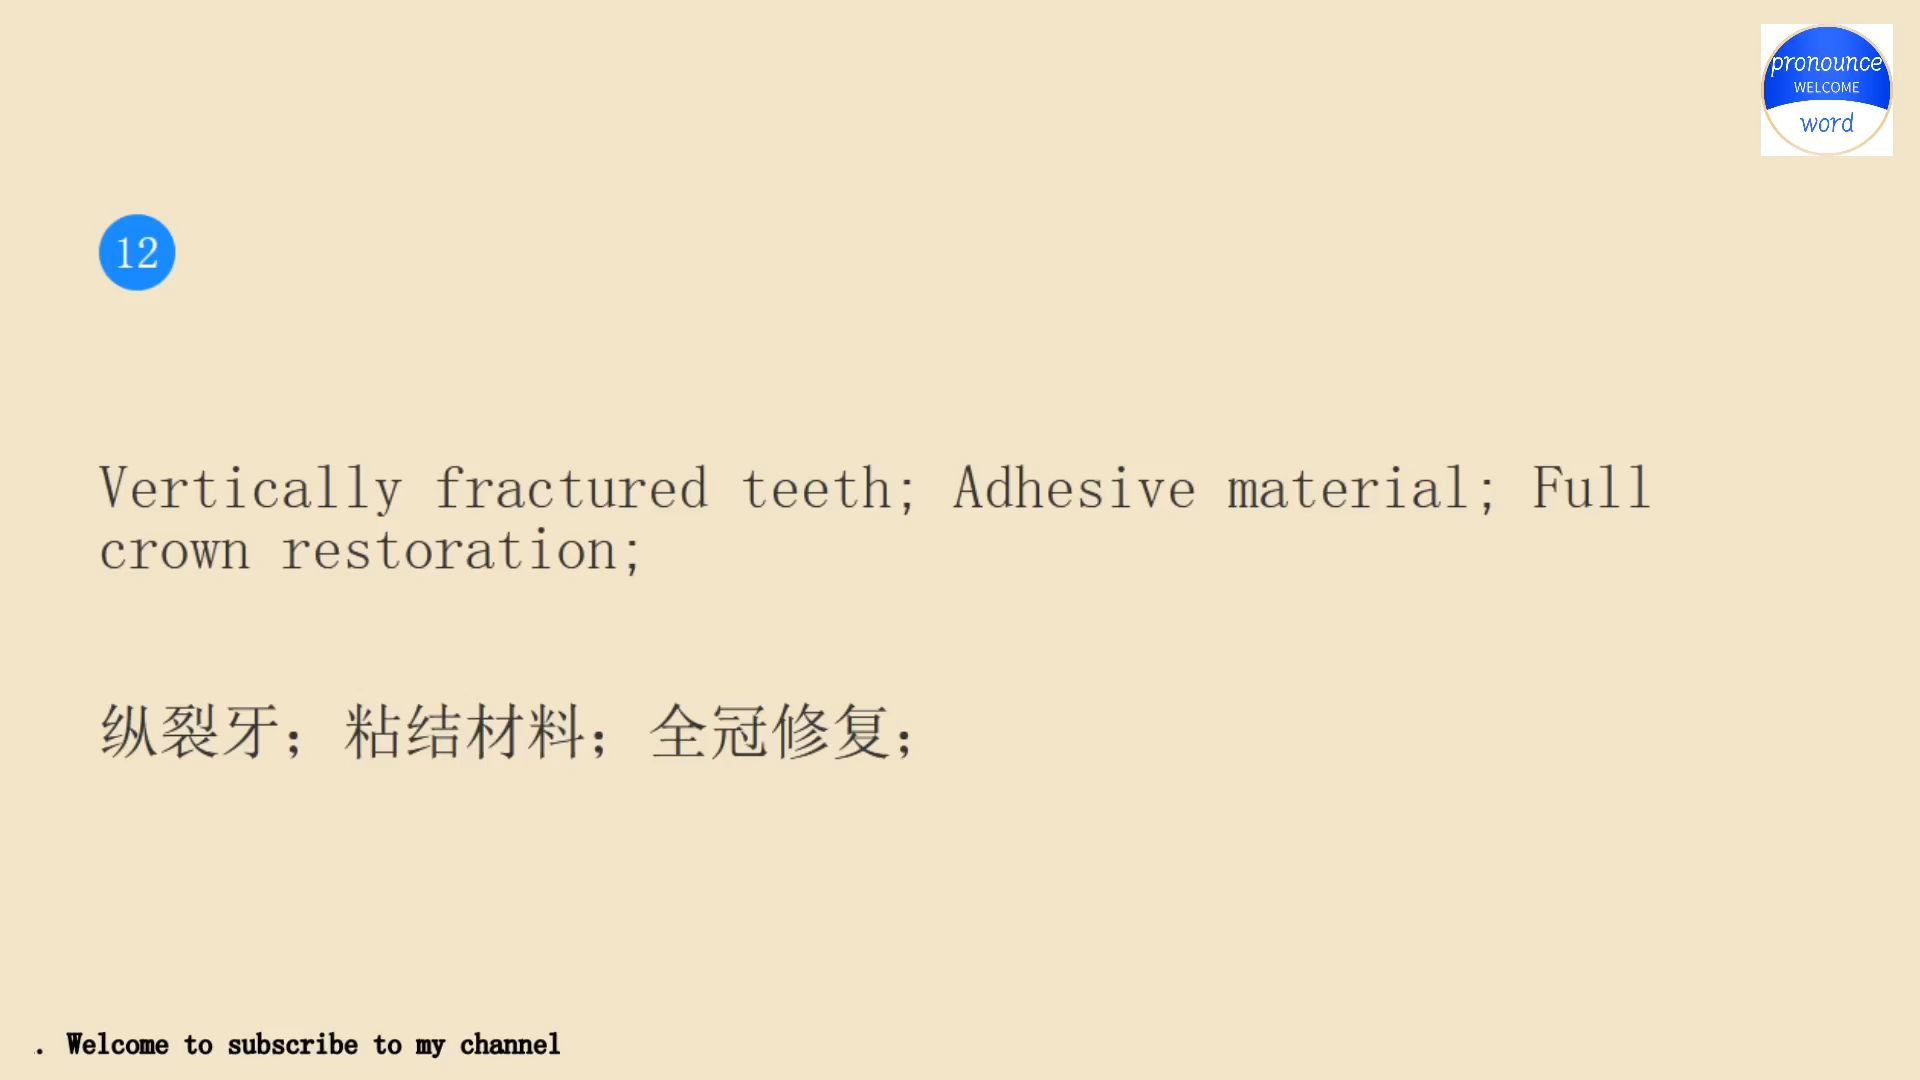 pronounce
WELCOME
word
12
Vertically fractured teeth; Adhesive material; Full
crown restoration;
纵裂牙；粘结材料；全冠修复；
. Welcome to subscribe to my channel